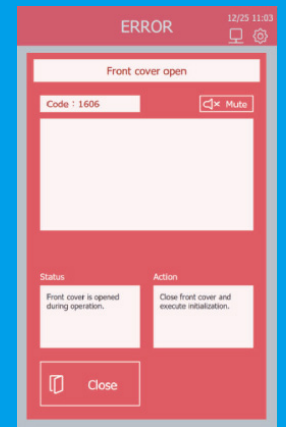 ERROR
12/25 11:03
Front cover open
Code : 1606
Mute
Status
Action
Front cover is opened
during operation.
Close front cover and
execute initialization.
Close